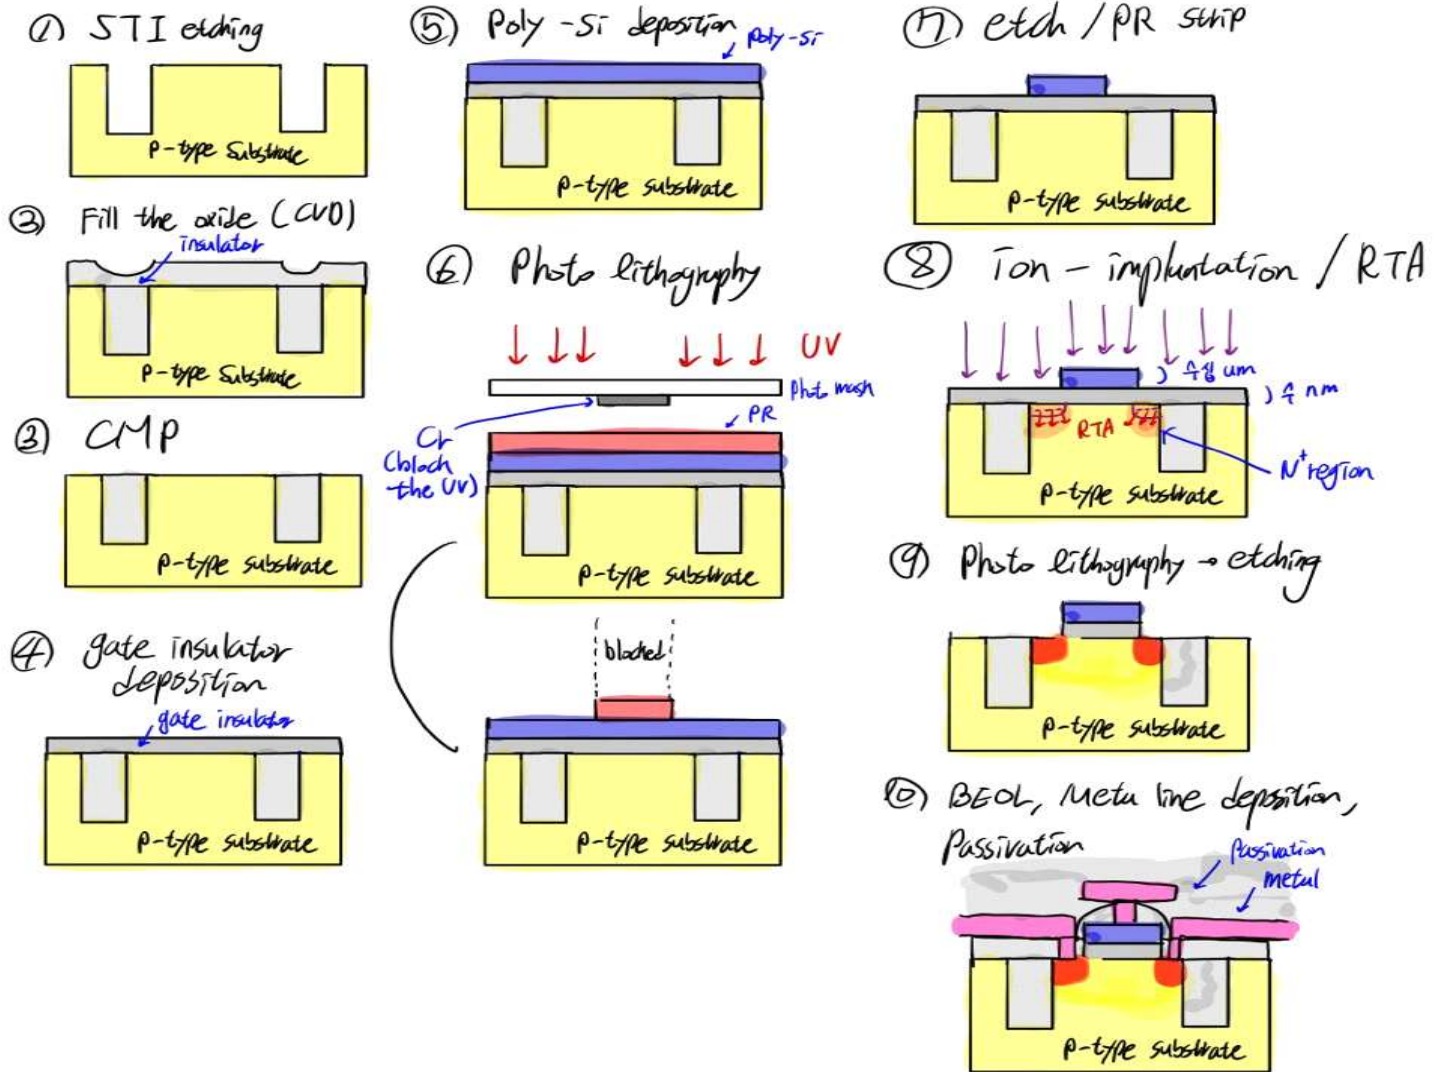 ① STI etching
P-type Substrate
② Fill the oxide (CVD)
insulator
P-type Substrate
③ CMP
P-type substrate
④ gate insulator
deposition
gate insulator
P-type substrate
⑤ Poly-Si deposition
Poly-Si
P-type substrate
⑥ Photo lithography
UV
Photo mask
PR
Cr
(block
the UV)
P-type substrate
blocked
P-type substrate
⑦ etch / PR strip
P-type substrate
⑧ ion - implantation / RTA
um
수 nm
RTA
N+ region
P-type substrate
⑨ Photo lithography → etching
P-type substrate
⑩ BEOL, Metal line deposition,
Passivation
Passivation
metal
P-type substrate